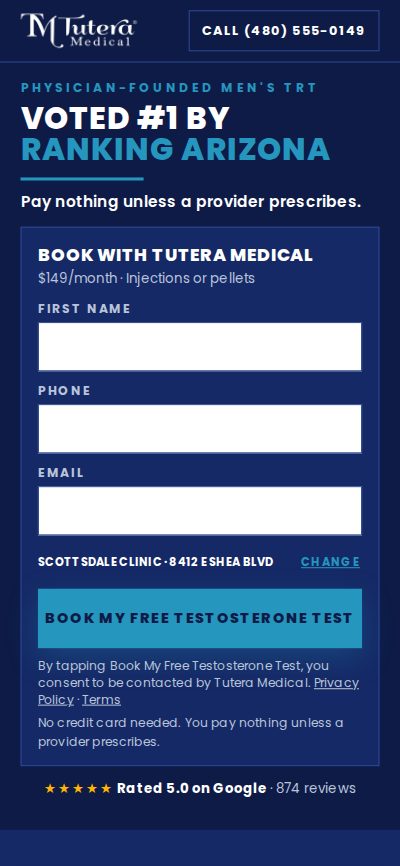 Tutera
Medical
CALL (480) 555-0149
PHYSICIAN-FOUNDED MEN'S TRT
VOTED #1 BY
RANKING ARIZONA
Pay nothing unless a provider prescribes.
BOOK WITH TUTERA MEDICAL
$149/month · Injections or pellets
FIRST NAME
PHONE
EMAIL
SCOTTSDALE CLINIC · 8412 E SHEA BLVD CHANGE
BOOK MY FREE TESTOSTERONE TEST
By tapping Book My Free Testosterone Test, you
consent to be contacted by Tutera Medical. Privacy
Policy · Terms
No credit card needed. You pay nothing unless a
provider prescribes.
★★★★★ Rated 5.0 on Google · 874 reviews